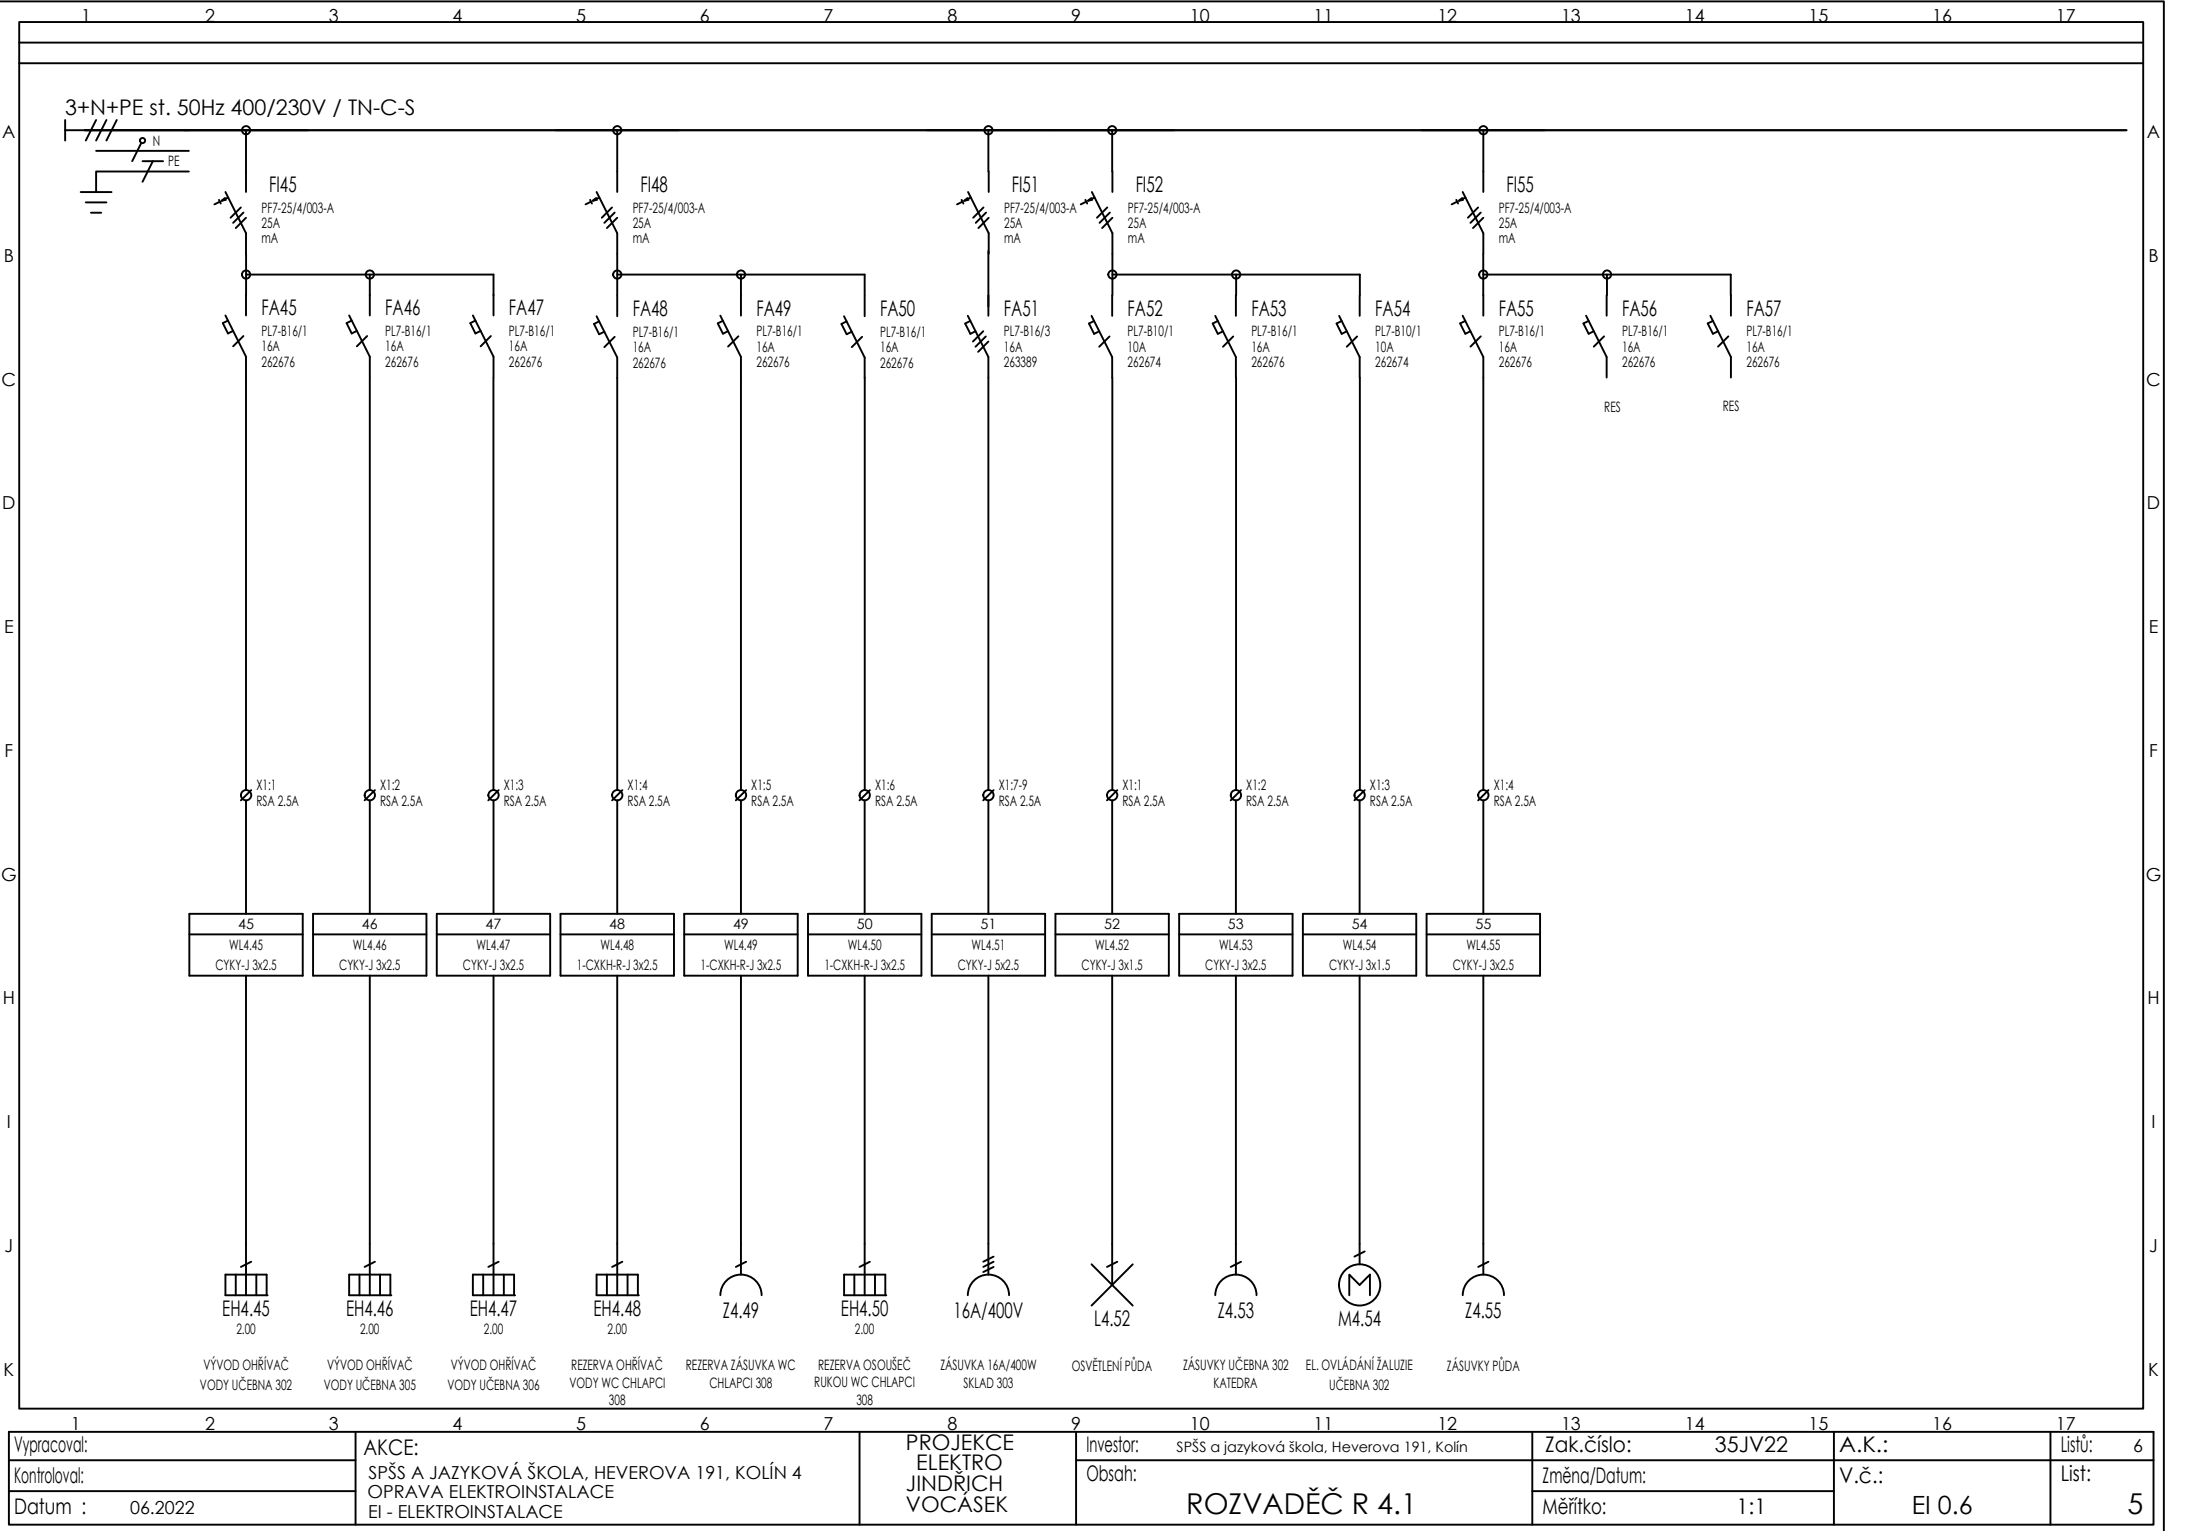 1 2 3 4 5 6 7 8 9 10 11 12 13 14 15 16 17
3+N+PE st. 50Hz 400/230V / TN-C-S
A A
N
PE
FI45 FI48 FI51 FI52 FI55
PF7-25/4/003-A PF7-25/4/003-A PF7-25/4/003-A PF7-25/4/003-A PF7-25/4/003-A
25A 25A 25A 25A 25A
mA mA mA mA mA
B B
FA45 FA46 FA47 FA48 FA49 FA50 FA51 FA52 FA53 FA54 FA55 FA56 FA57
PL7-B16/1 PL7-B16/1 PL7-B16/1 PL7-B16/1 PL7-B16/1 PL7-B16/1 PL7-B16/3 PL7-B10/1 PL7-B16/1 PL7-B10/1 PL7-B16/1 PL7-B16/1 PL7-B16/1
16A 16A 16A 16A 16A 16A 16A 10A 16A 10A 16A 16A 16A
262676 262676 262676 262676 262676 262676 263389 262674 262676 262674 262676 262676 262676
C C
RES RES
D D
E E
F F
X1:1 X1:2 X1:3 X1:4 X1:5 X1:6 X1:7-9 X1:1 X1:2 X1:3 X1:4
RSA 2.5A RSA 2.5A RSA 2.5A RSA 2.5A RSA 2.5A RSA 2.5A RSA 2.5A RSA 2.5A RSA 2.5A RSA 2.5A RSA 2.5A
G G
45 46 47 48 49 50 51 52 53 54 55
WL4.45 WL4.46 WL4.47 WL4.48 WL4.49 WL4.50 WL4.51 WL4.52 WL4.53 WL4.54 WL4.55
CYKY-J 3x2.5 CYKY-J 3x2.5 CYKY-J 3x2.5 1-CXKH-R-J 3x2.5 1-CXKH-R-J 3x2.5 1-CXKH-R-J 3x2.5 CYKY-J 5x2.5 CYKY-J 3x1.5 CYKY-J 3x2.5 CYKY-J 3x1.5 CYKY-J 3x2.5
H H
I I
J J
M
EH4.45 EH4.46 EH4.47 EH4.48 Z4.49 EH4.50 16A/400V L4.52 Z4.53 M4.54 Z4.55
2.00 2.00 2.00 2.00 2.00
K K
VÝVOD OHŘÍVAČ VÝVOD OHŘÍVAČ VÝVOD OHŘÍVAČ REZERVA OHŘÍVAČ REZERVA ZÁSUVKA WC REZERVA OSOUŠEČ ZÁSUVKA 16A/400W OSVĚTLENÍ PŮDA ZÁSUVKY UČEBNA 302 EL. OVLÁDÁNÍ ŽALUZIE ZÁSUVKY PŮDA
VODY UČEBNA 302 VODY UČEBNA 305 VODY UČEBNA 306 VODY WC CHLAPCI CHLAPCI 308 RUKOU WC CHLAPCI SKLAD 303 KATEDRA UČEBNA 302
308 308
1 2 3 4 5 6 7 8 9 10 11 12 13 14 15 16 17
Vypracoval:
Kontroloval:
Datum : 06.2022
AKCE:
SPŠS A JAZYKOVÁ ŠKOLA, HEVEROVA 191, KOLÍN 4
OPRAVA ELEKTROINSTALACE
EI - ELEKTROINSTALACE
PROJEKCE
ELEKTRO
JINDŘICH
VOCÁSEK
Investor: SPŠS a jazyková škola, Heverova 191, Kolín
Obsah:
ROZVADĚČ R 4.1
Zak.číslo: 35JV22
Změna/Datum:
Měřítko: 1:1
A.K.:
V.č.:
EI 0.6
Listů: 6
List:
5